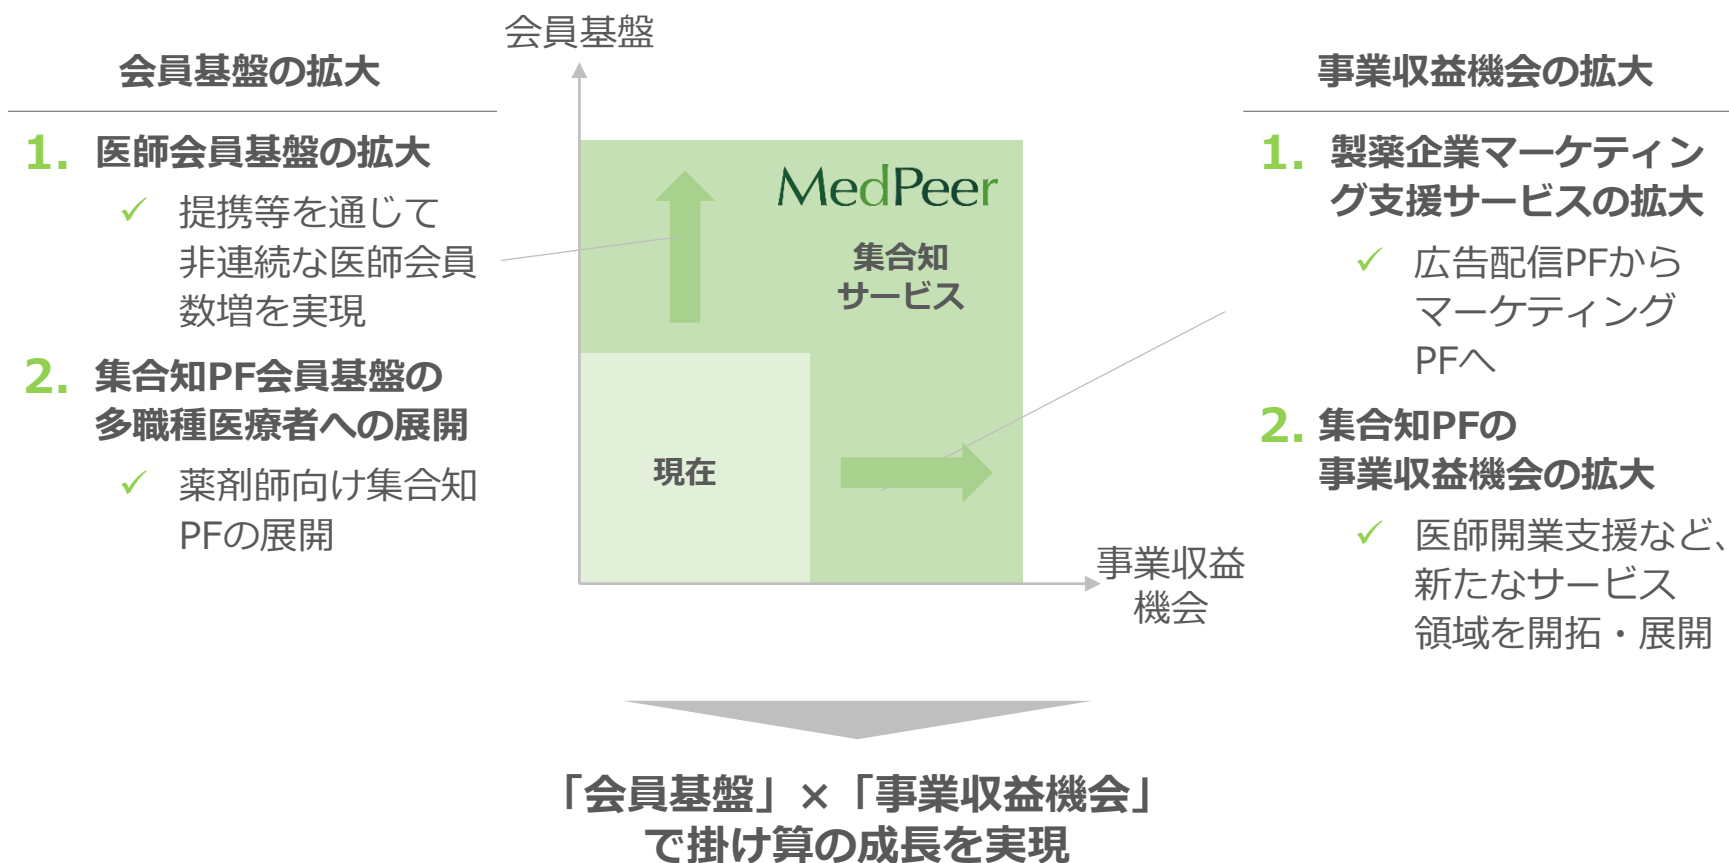 会員基盤の拡大
1. 医師会員基盤の拡大
✓ 提携等を通じて
非連続な医師会員
数増を実現
2. 集合知PF会員基盤の
多職種医療者への展開
✓ 薬剤師向け集合知
PFの展開
会員基盤
MedPeer
集合知
サービス
現在
事業収益
機会
事業収益機会の拡大
1. 製薬企業マーケティン
グ支援サービスの拡大
✓ 広告配信PFから
マーケティング
PFへ
2. 集合知PFの
事業収益機会の拡大
✓ 医師開業支援など、
新たなサービス
領域を開拓・展開
「会員基盤」×「事業収益機会」
で掛け算の成長を実現